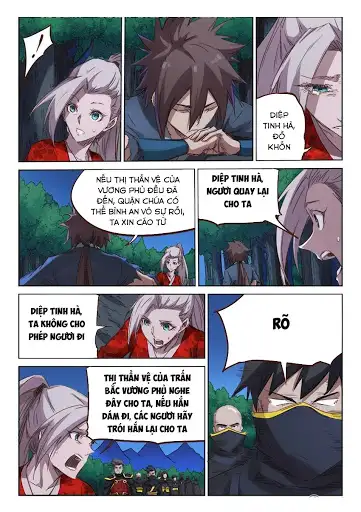 !
DIỆP
TINH HÀ,
ĐỒ
KHỐN
NẾU THỊ THẦN VỆ CỦA
VƯƠNG PHỦ ĐỀU ĐÃ
ĐẾN, QUẬN CHÚA CÓ
THỂ BÌNH AN VÔ SỰ RỒI,
TA XIN CÁO TỪ
DIỆP TINH HÀ,
NGƯƠI QUAY LẠI
CHO TA
DIỆP TINH HÀ,
TA KHÔNG CHO
PHÉP NGƯƠI ĐI
RÕ
THỊ THẦN VỆ CỦA TRẤN
BẮC VƯƠNG PHỦ NGHE
ĐÂY CHO TA, NẾU HẮN
DÁM ĐI, CÁC NGƯƠI HÃY
TRÓI HẮN LẠI CHO TA